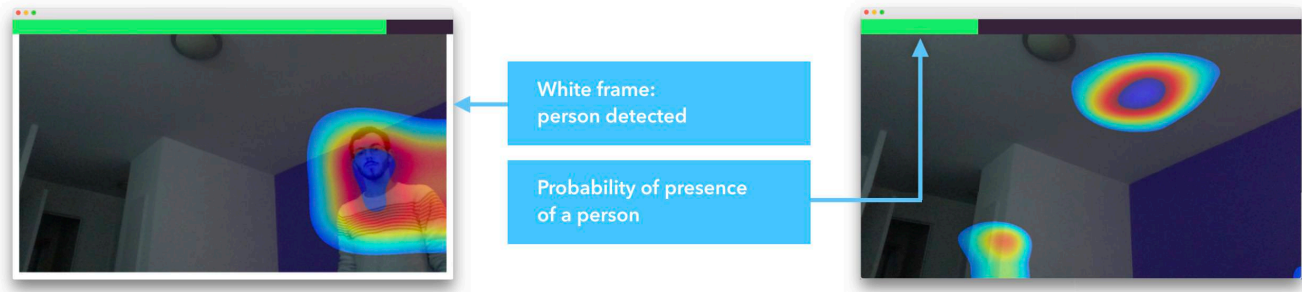 White frame:
person detected
Probability of presence
of a person